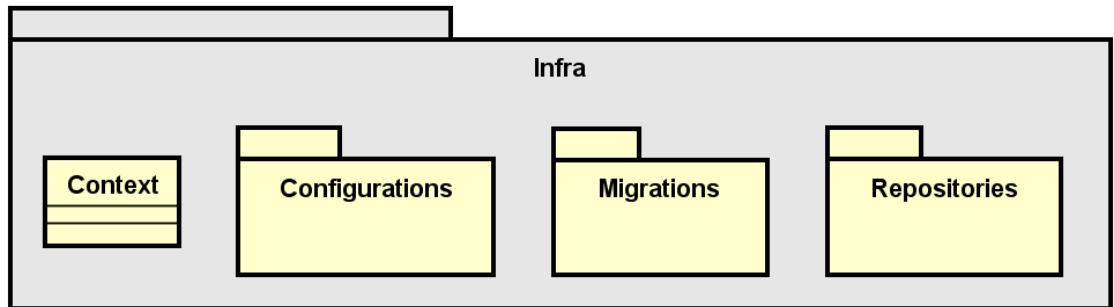 Infra
Context
Configurations
Migrations
Repositories